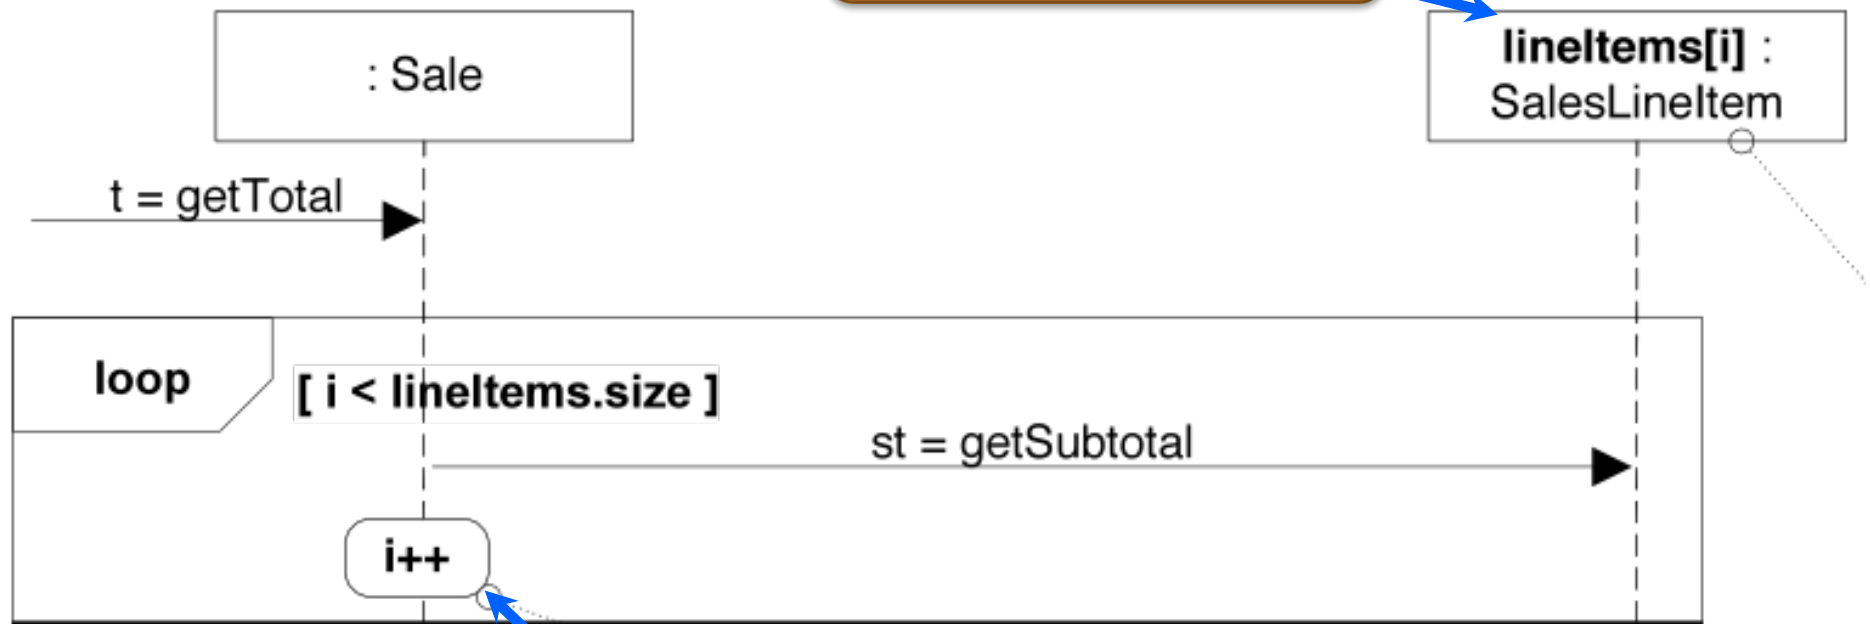 : Sale
lineItems[i] :
SalesLineItem
t = getTotal
loop
[ i < lineItems.size ]
st = getSubtotal
i++